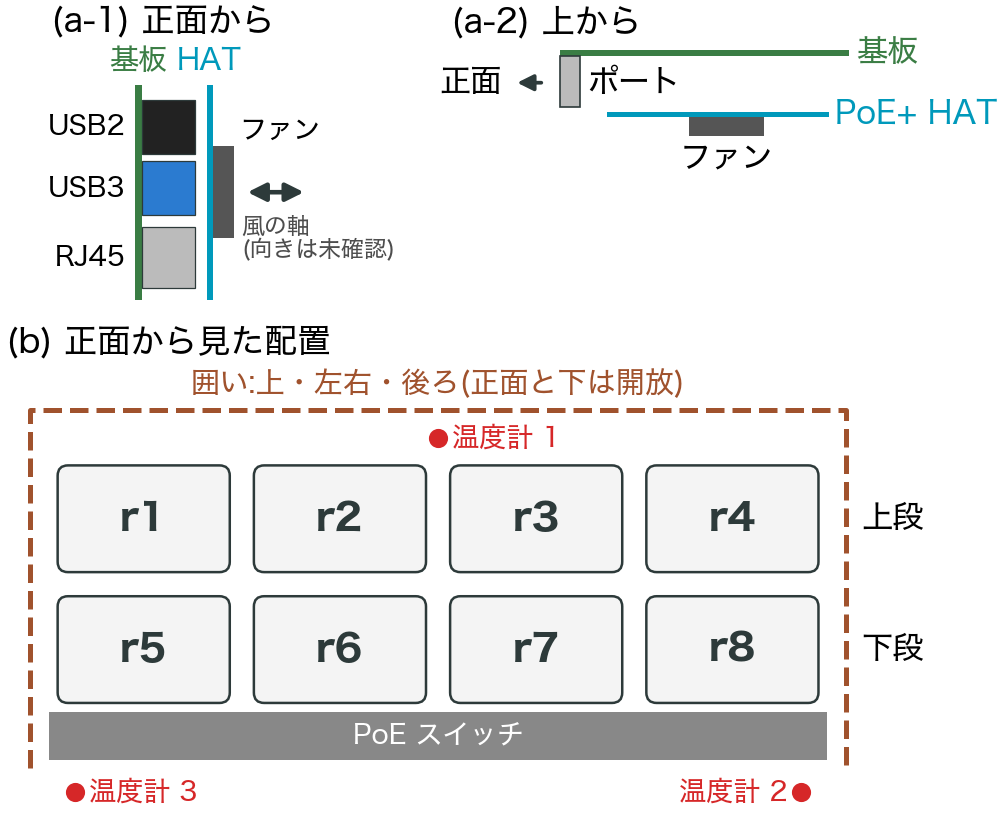 (a-1) 正面から
基板 HAT
USB2
ファン
USB3
風の軸
(向きは未確認)
RJ45
(a-2) 上から
基板
正面
ポート
PoE+ HAT
ファン
(b) 正面から見た配置
囲い:上・左右・後ろ(正面と下は開放)
温度計 1
r1 r2 r3 r4 上段
r5 r6 r7 r8 下段
PoE スイッチ
温度計 3
温度計 2